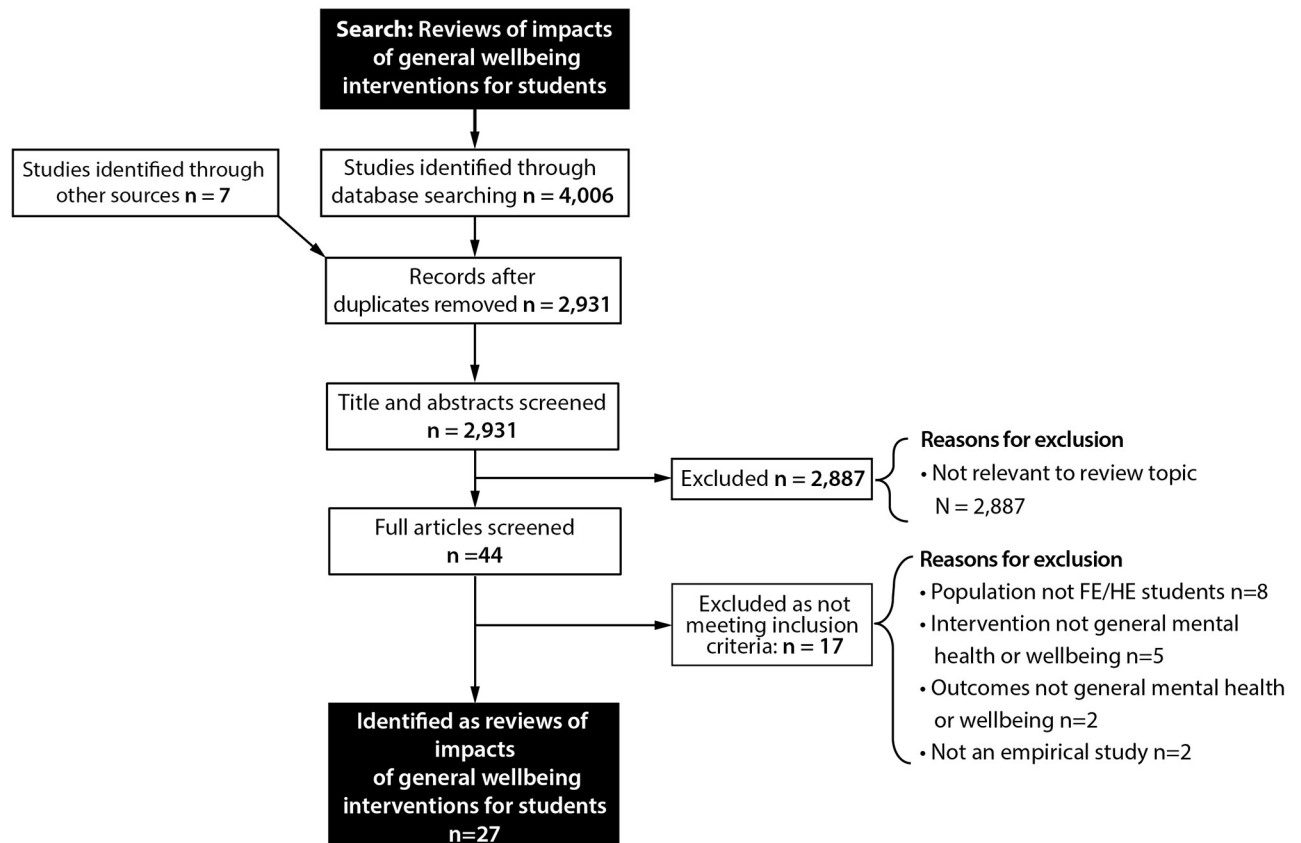 Search: Reviews of impacts
of general wellbeing
interventions for students
Studies identified through
other sources n = 7
Studies identified through
database searching n = 4,006
Records after
duplicates removed n = 2,931
Title and abstracts screened
n = 2,931
Excluded n = 2,887
Reasons for exclusion
• Not relevant to review topic
N = 2,887
Full articles screened
n =44
Excluded as not
meeting inclusion
criteria: n = 17
Reasons for exclusion
• Population not FE/HE students n=8
• Intervention not general mental
health or wellbeing n=5
• Outcomes not general mental health
or wellbeing n=2
• Not an empirical study n=2
Identified as reviews of
impacts
of general wellbeing
interventions for students
n=27